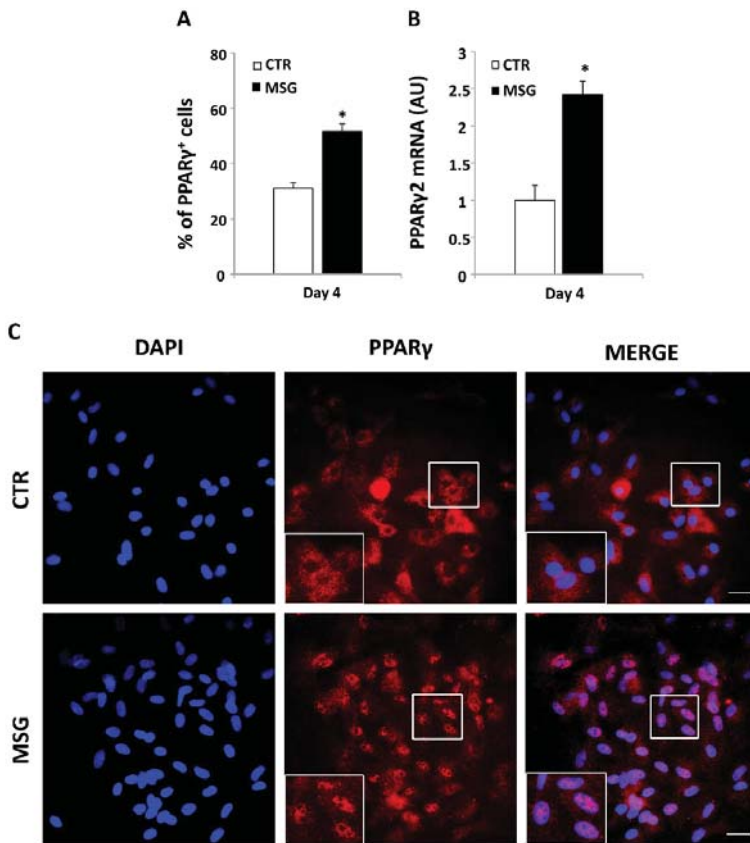 A
80
60
40
20
0
% of PPARγ⁺ cells
CTR
MSG
*
Day 4
B
3
2.5
2
1.5
1
0.5
0
PPARγ2 mRNA (AU)
CTR
MSG
*
Day 4
C
DAPI
PPARγ
MERGE
CTR
MSG